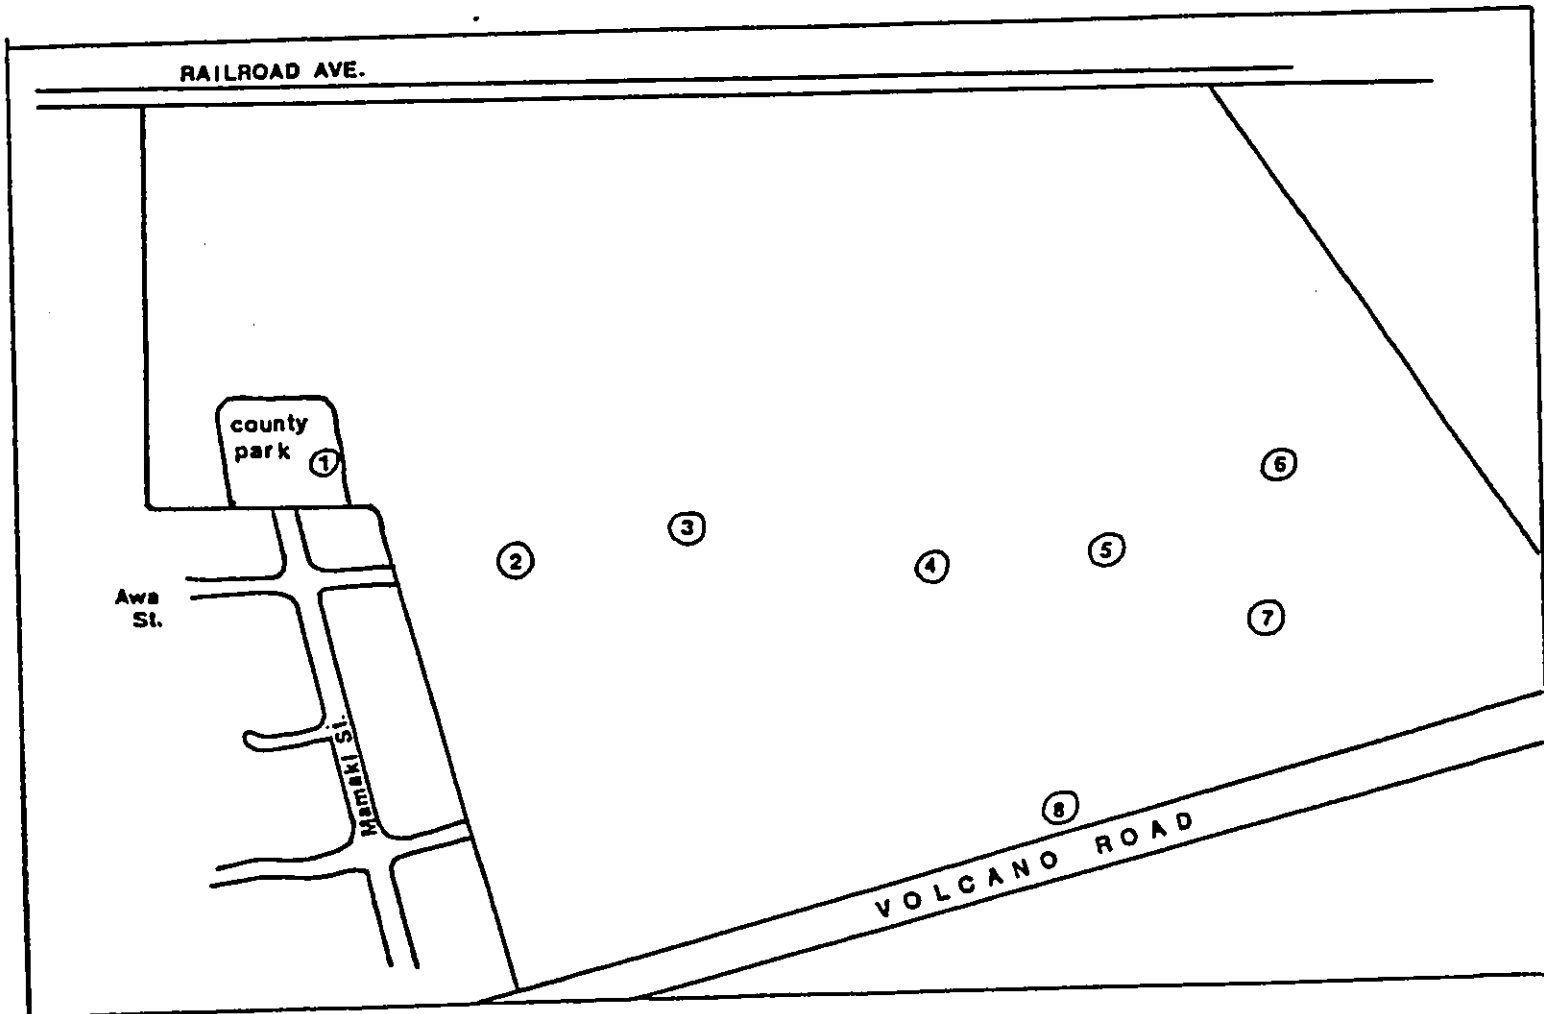 RAILROAD AVE.
county
park
1
6
3
5
2
4
Awa
St.
7
Mamaki St.
8
VOLCANO ROAD